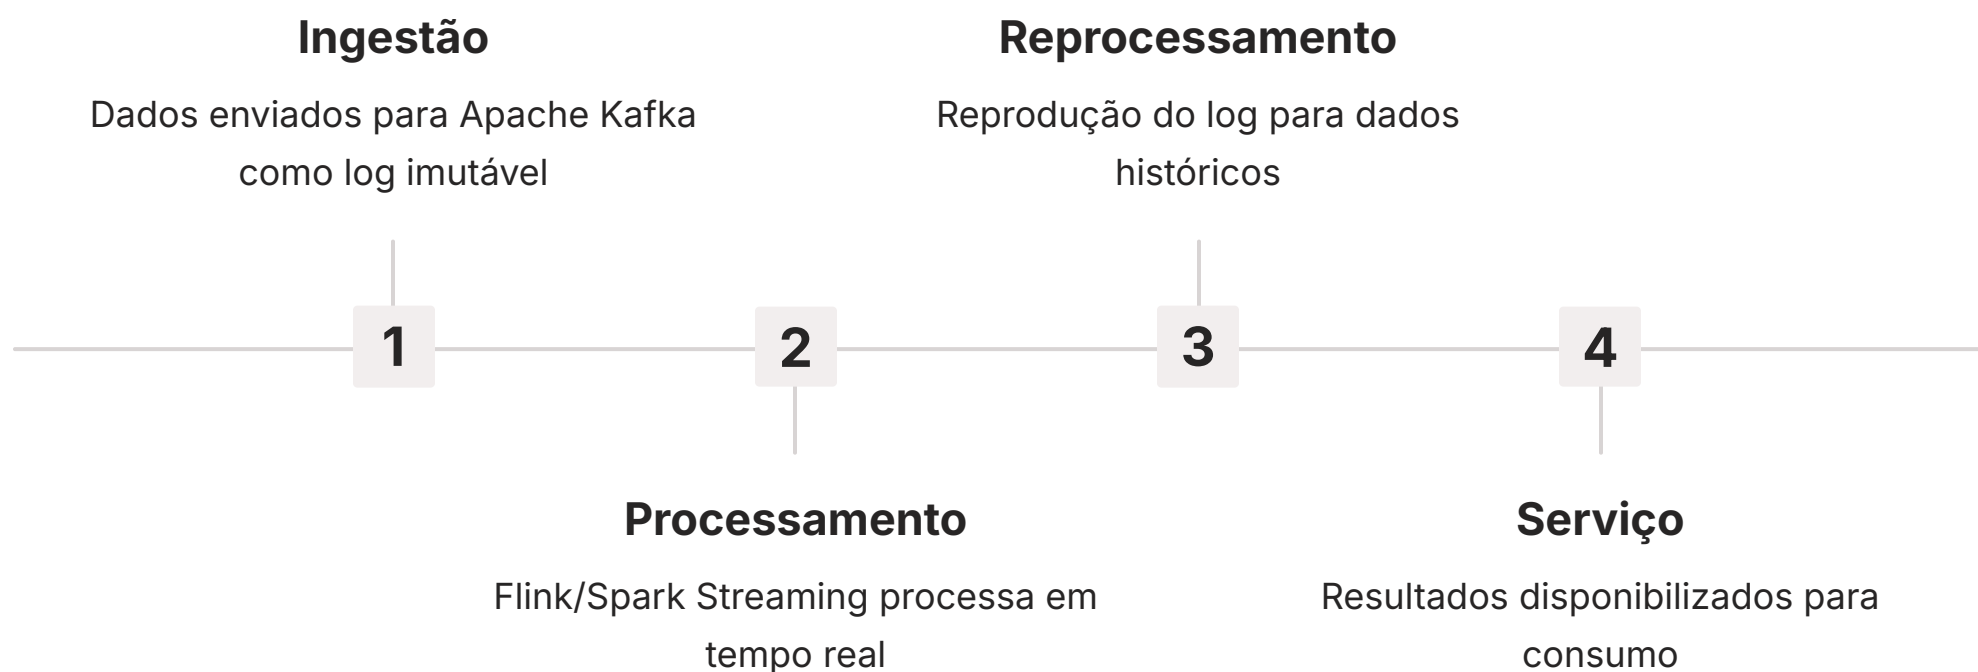 Ingestão
Dados enviados para Apache Kafka
como log imutável
Reprocessamento
Reprodução do log para dados
históricos
1
2
3
4
Processamento
Flink/Spark Streaming processa em
tempo real
Serviço
Resultados disponibilizados para
consumo